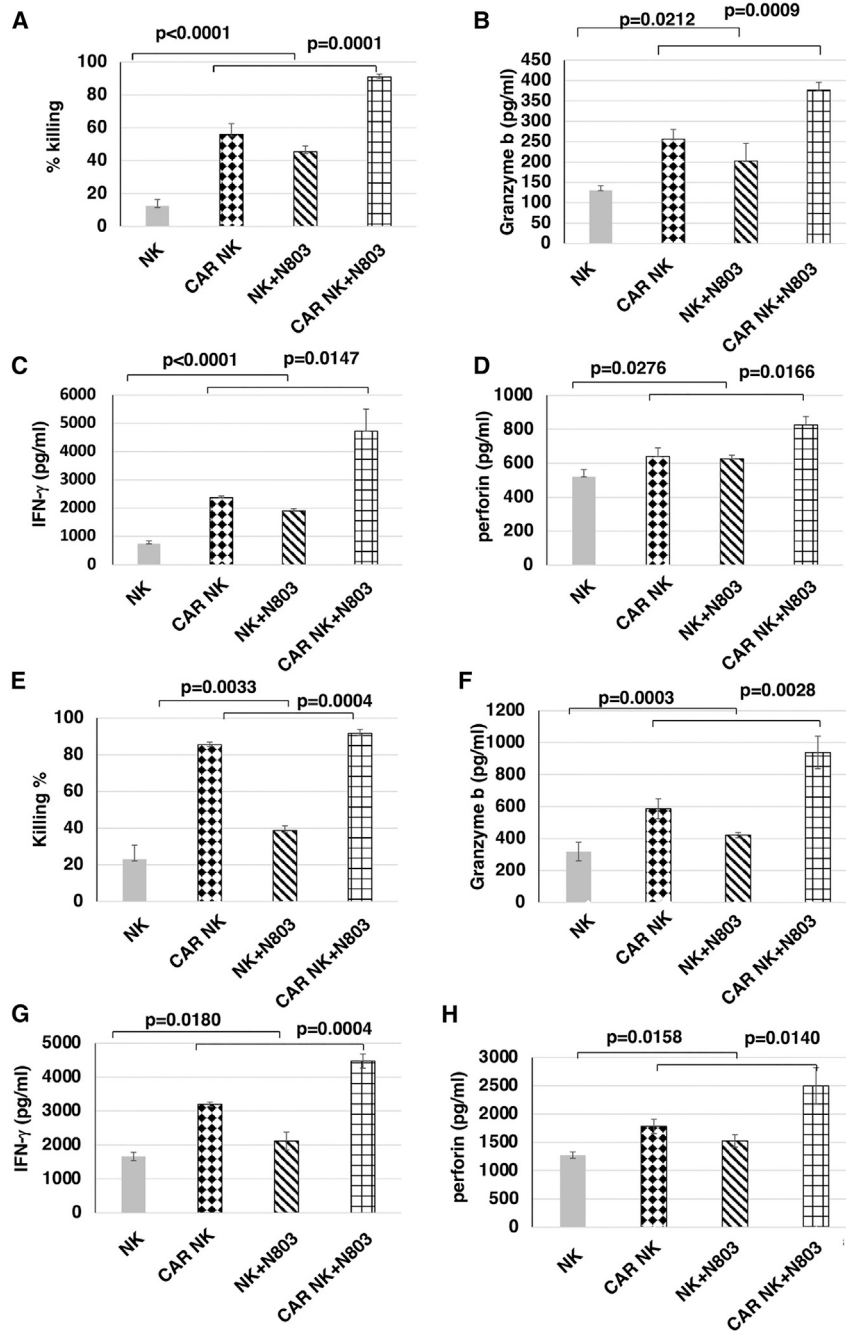 A
p<0.0001
p=0.0001
% killing
100
80
60
40
20
0
NK
CAR NK
NK+N803
CAR NK+N803
B
p=0.0212
p=0.0009
Granzyme b (pg/ml)
450
400
350
300
250
200
150
100
50
0
NK
CAR NK
NK+N803
CAR NK+N803
C
p<0.0001
p=0.0147
IFN-γ (pg/ml)
6000
5000
4000
3000
2000
1000
0
NK
CAR NK
NK+N803
CAR NK+N803
D
p=0.0276
p=0.0166
perforin (pg/ml)
1000
800
600
400
200
0
NK
CAR NK
NK+N803
CAR NK+N803
E
p=0.0033
p=0.0004
Killing %
100
80
60
40
20
0
NK
CAR NK
NK+N803
CAR NK+N803
F
p=0.0003
p=0.0028
Granzyme b (pg/ml)
1200
1000
800
600
400
200
0
NK
CAR NK
NK+N803
CAR NK+N803
G
p=0.0180
p=0.0004
IFN-γ (pg/ml)
5000
4000
3000
2000
1000
0
NK
CAR NK
NK+N803
CAR NK+N803
H
p=0.0158
p=0.0140
perforin (pg/ml)
3000
2500
2000
1500
1000
500
0
NK
CAR NK
NK+N803
CAR NK+N803